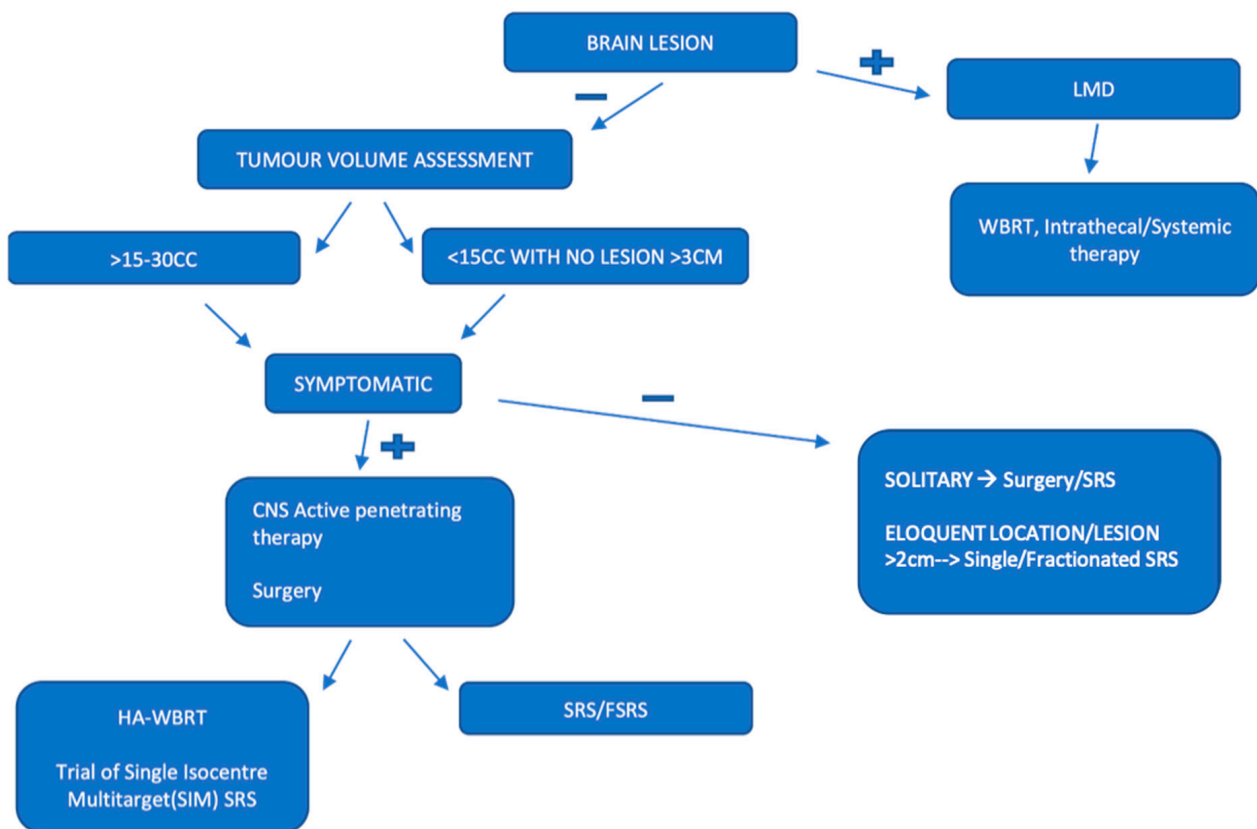 BRAIN LESION
LMD
TUMOUR VOLUME ASSESSMENT
WBRT, Intrathecal/Systemic
therapy
>15-30CC
<15CC WITH NO LESION >3CM
SYMPTOMATIC
CNS Active penetrating
therapy
Surgery
SOLITARY → Surgery/SRS
ELOQUENT LOCATION/LESION
>2cm--> Single/Fractionated SRS
HA-WBRT
Trial of Single Isocentre
Multitarget(SIM) SRS
SRS/FSRS